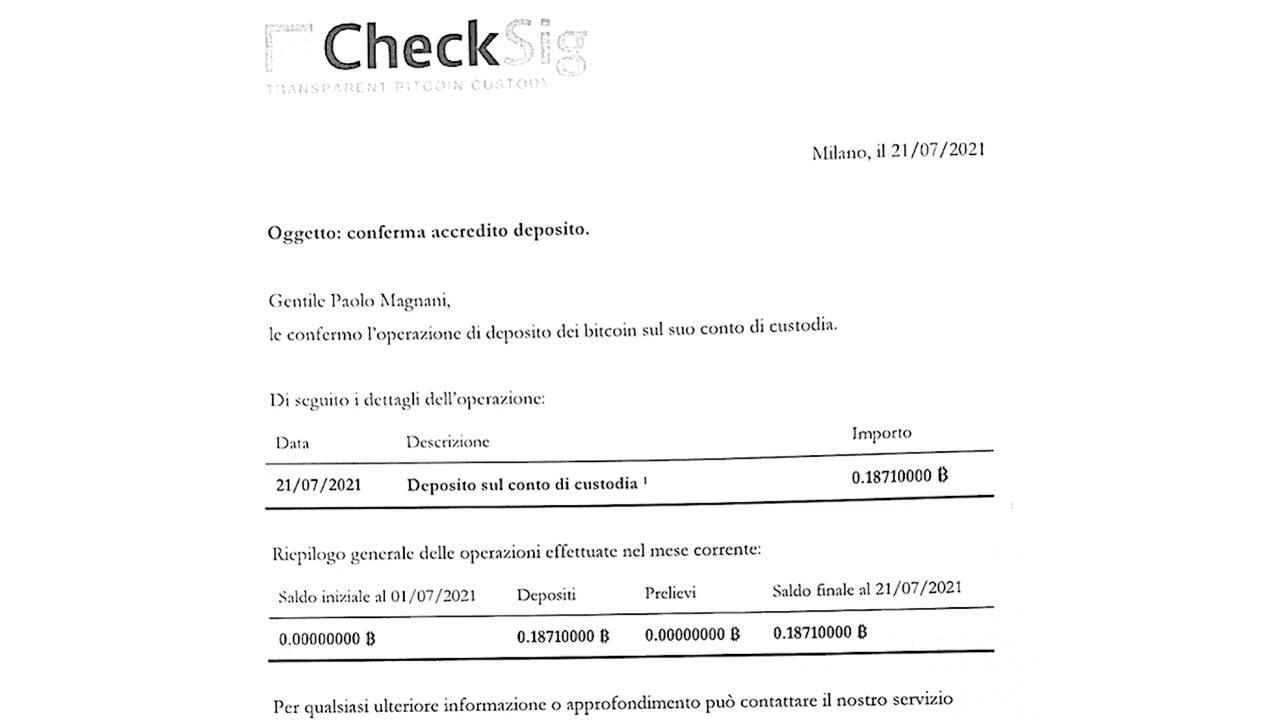 CheckSig
TRANSPARENT BITCOIN CUSTODY
Milano, il 21/07/2021
Oggetto: conferma accredito deposito.
Gentile Paolo Magnani,
le confermo l'operazione di deposito dei bitcoin sul suo conto di custodia.
Di seguito i dettagli dell'operazione:
Data Descrizione Importo
21/07/2021 Deposito sul conto di custodia ¹ 0.18710000 ₿
Riepilogo generale delle operazioni effettuate nel mese corrente:
Saldo iniziale al 01/07/2021 Depositi Prelievi Saldo finale al 21/07/2021
0.00000000 ₿ 0.18710000 ₿ 0.00000000 ₿ 0.18710000 ₿
Per qualsiasi ulteriore informazione o approfondimento può contattare il nostro servizio